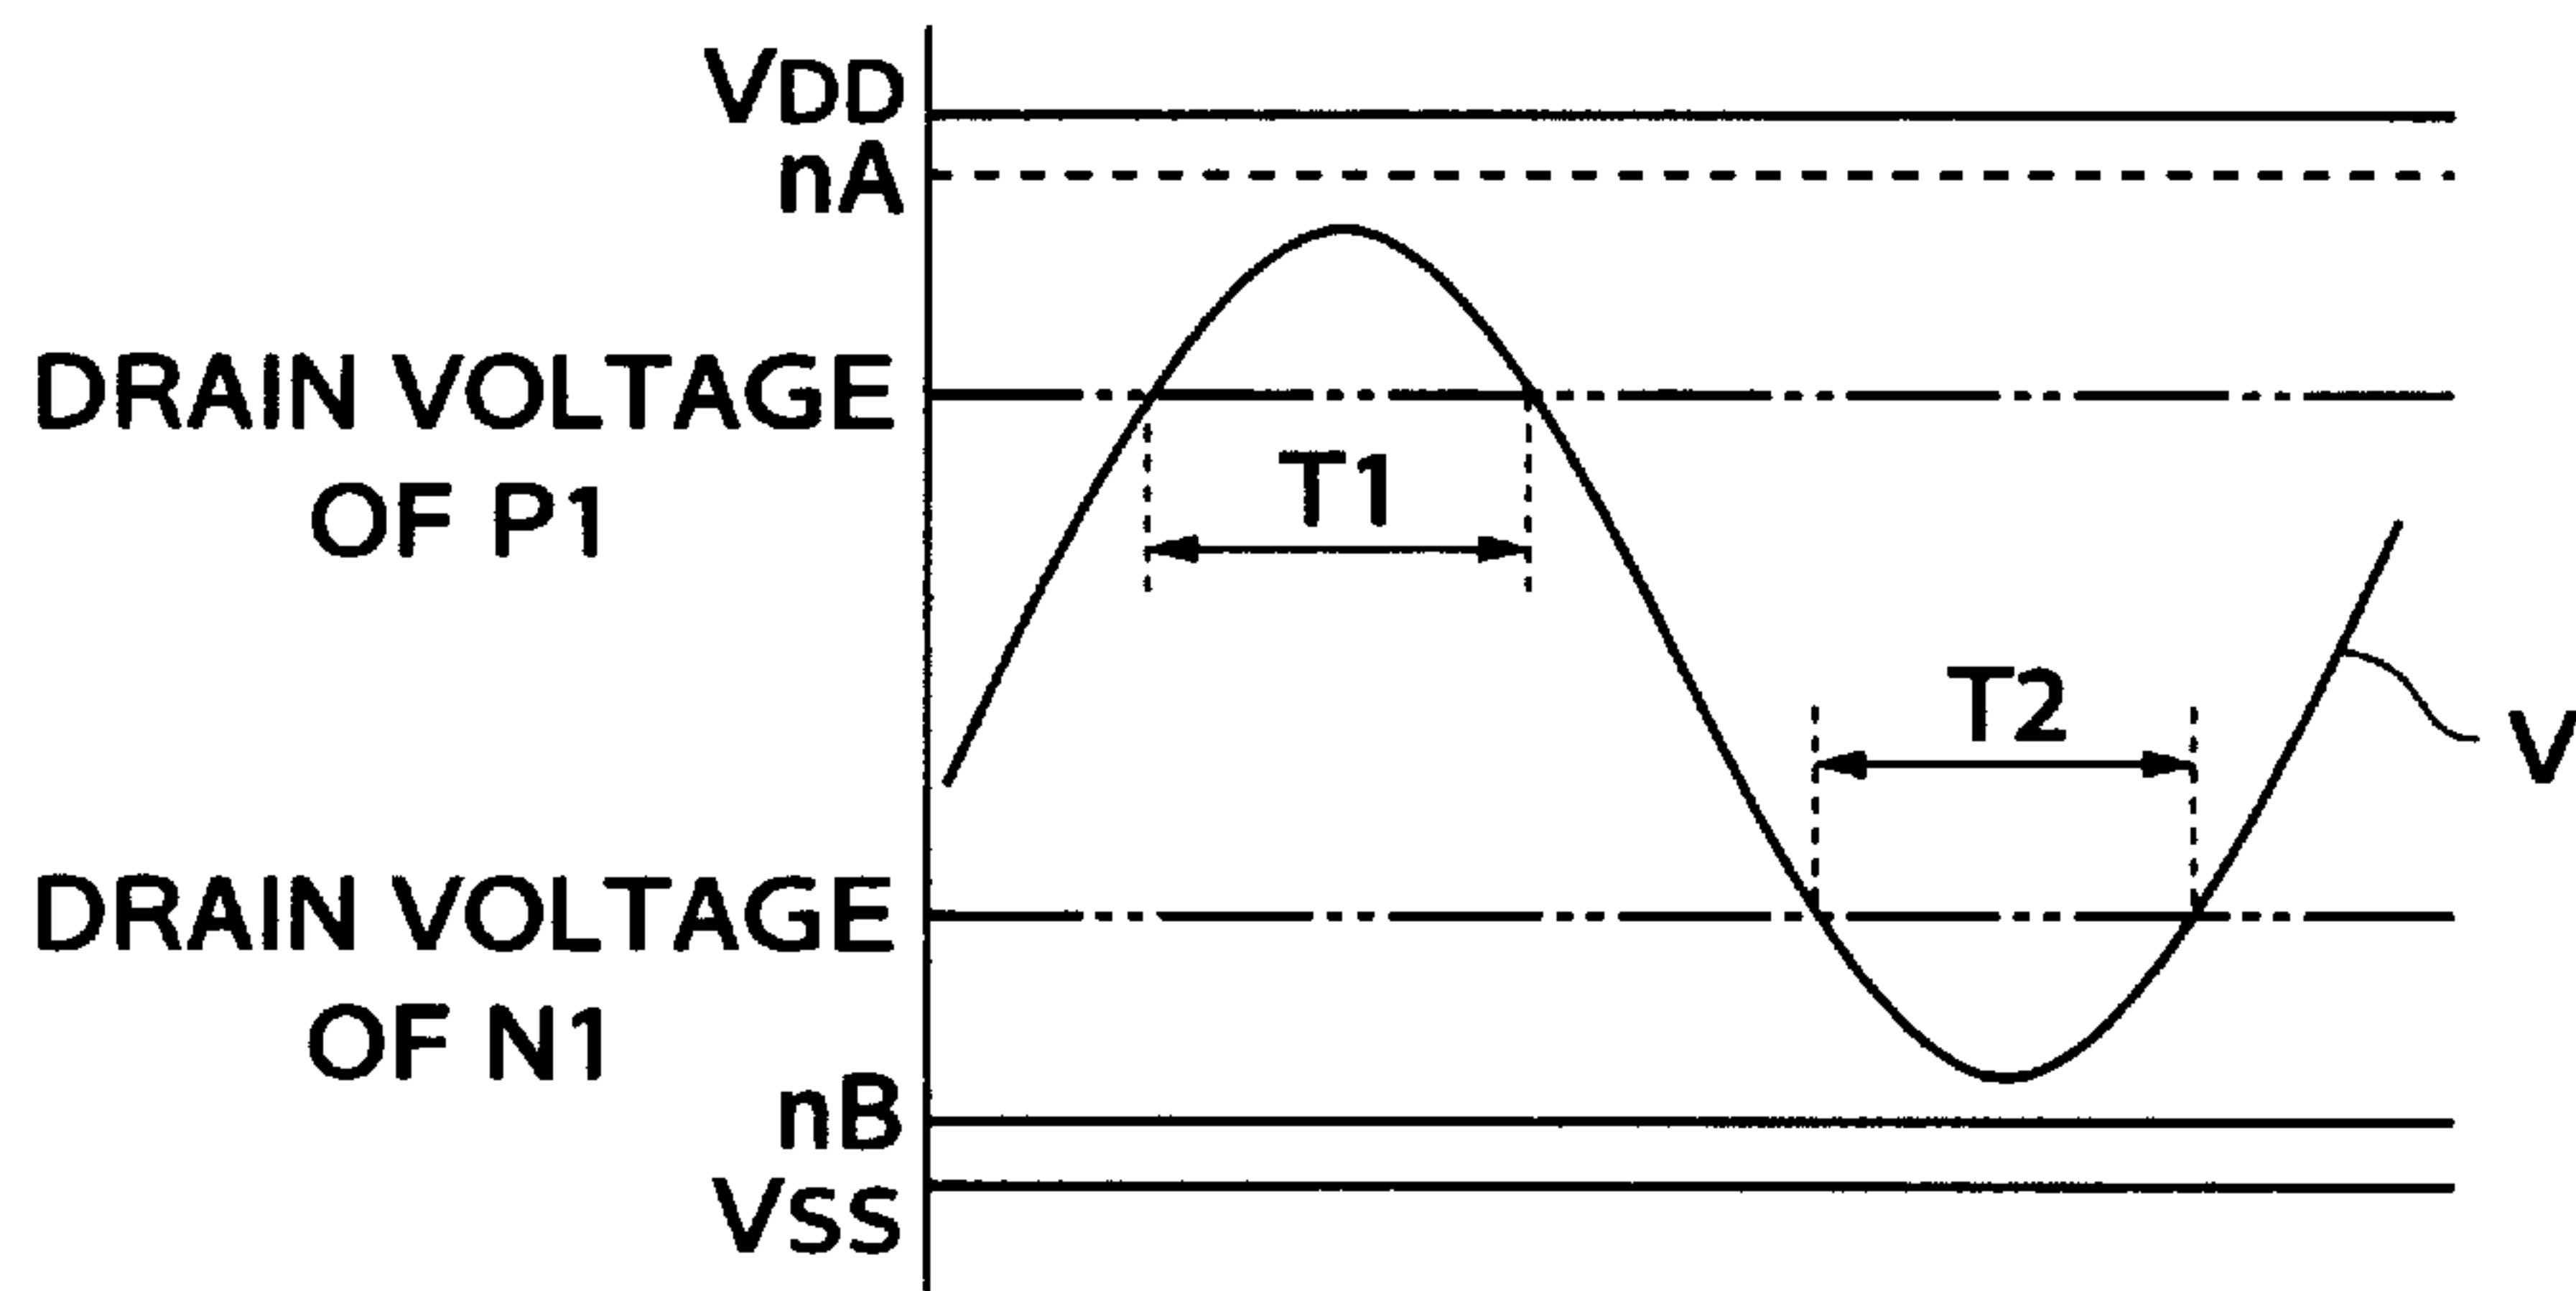 VDD
nA
DRAIN VOLTAGE
OF P1
T1
T2
V
DRAIN VOLTAGE
OF N1
nB
VSS